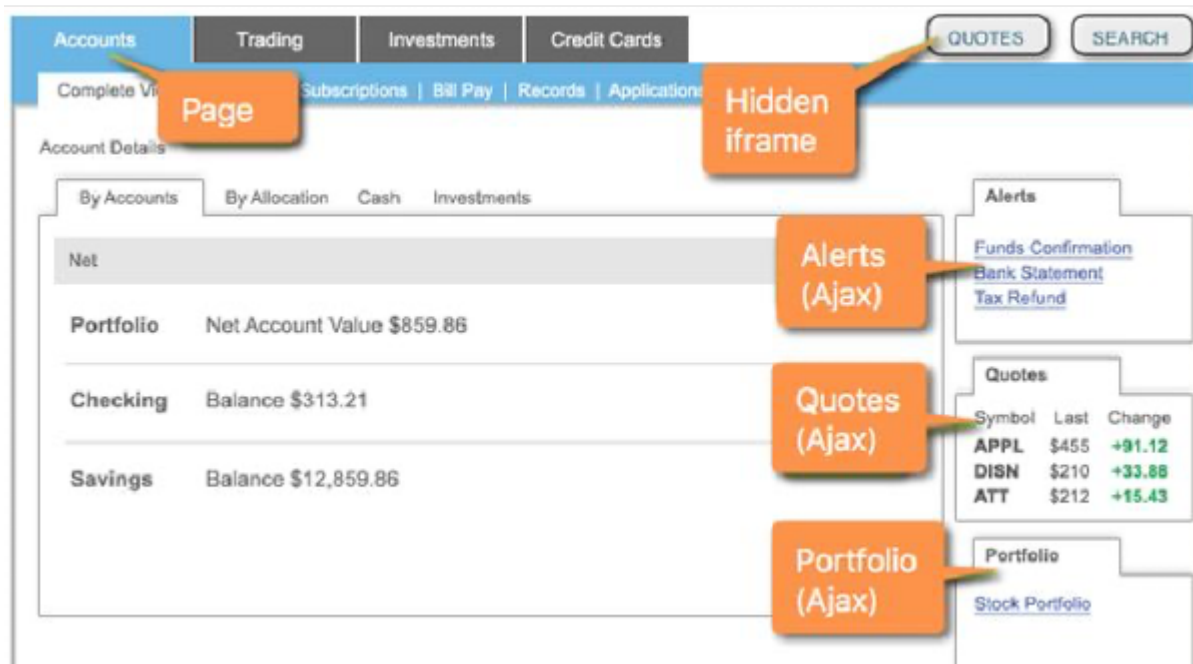 Accounts Trading Investments Credit Cards QUOTES SEARCH
Complete Subscriptions | Bill Pay | Records | Applications
Page
Hidden
iframe
Account Details
By Accounts By Allocation Cash Investments
Net
Portfolio Net Account Value $859.86
Checking Balance $313.21
Savings Balance $12,859.86
Alerts
(Ajax)
Alerts
Funds Confirmation
Bank Statement
Tax Refund
Quotes
(Ajax)
Quotes
Symbol Last Change
APPL $455 +91.12
DISN $210 +33.88
ATT $212 +15.43
Portfolio
(Ajax)
Portfolio
Stock Portfolio